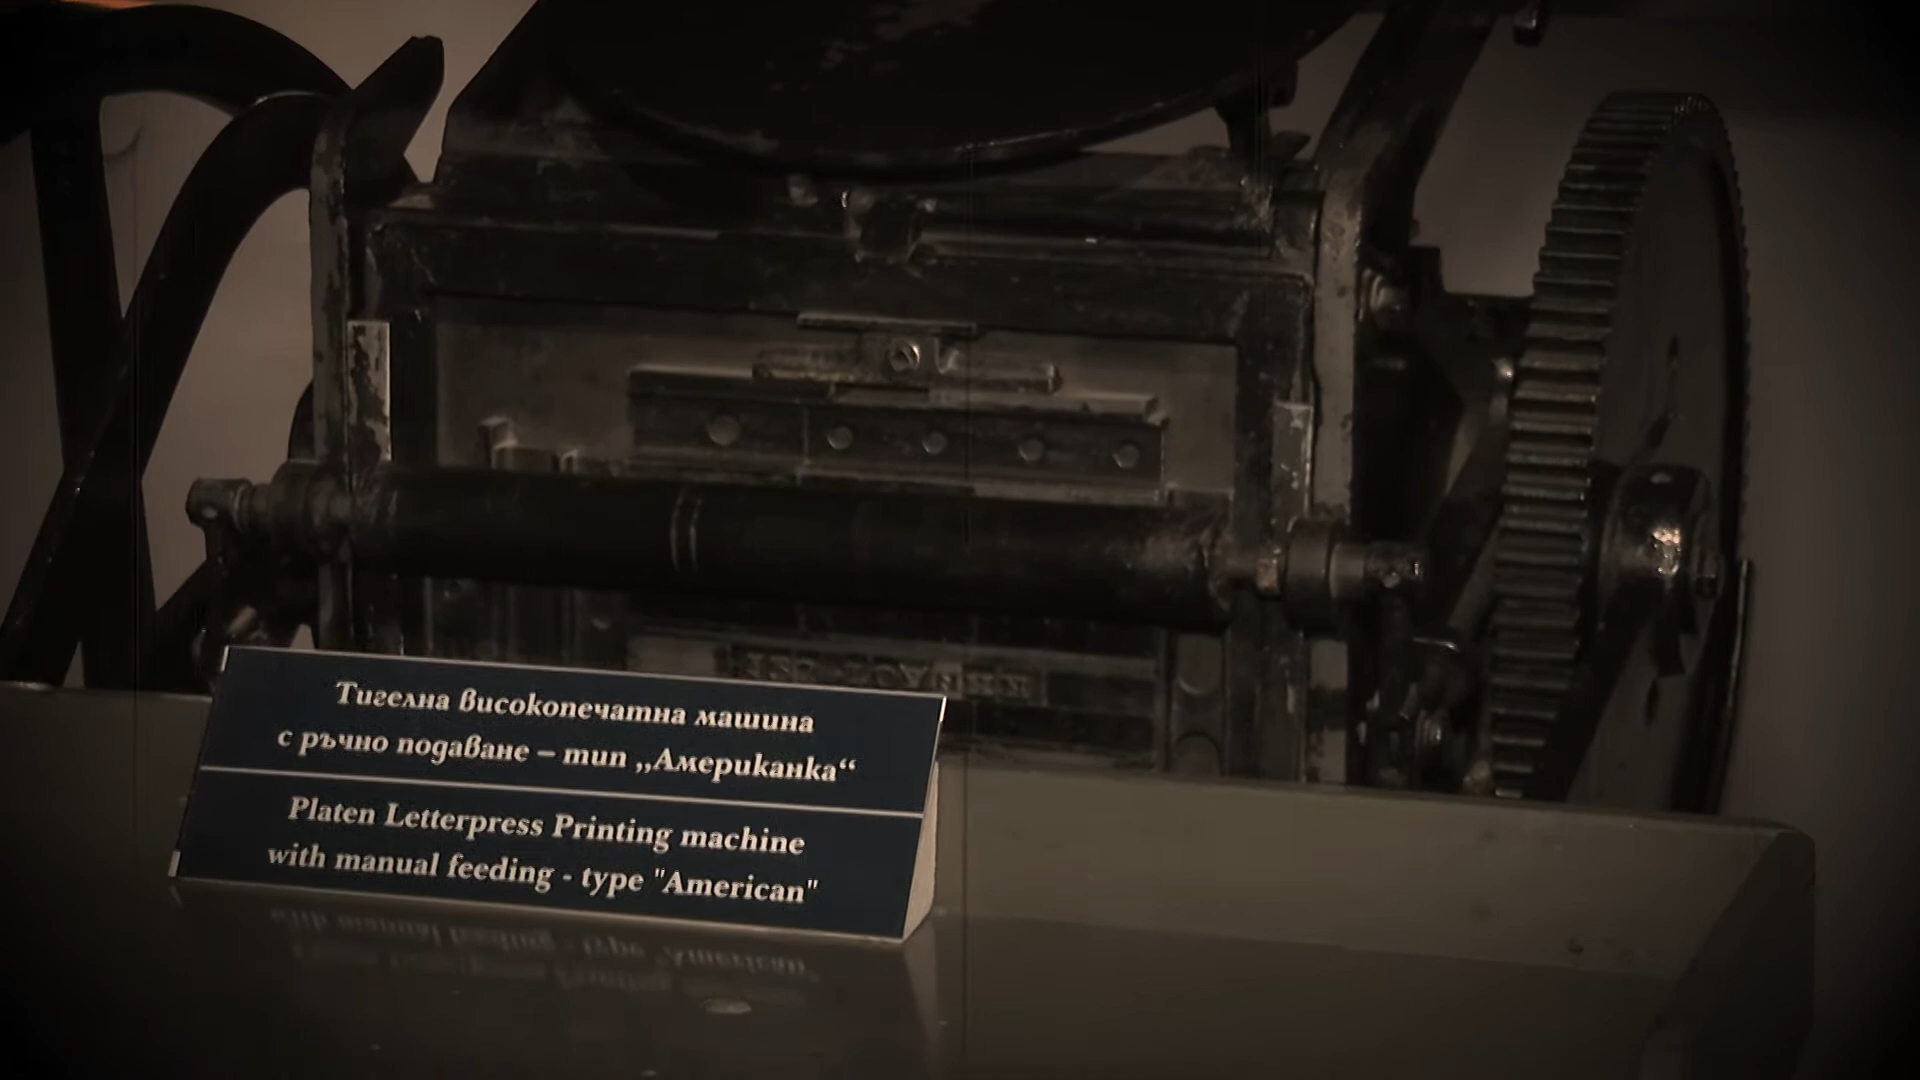 Тигелна високопечатна машина
с ръчно подаване – тип „Американка“
Platen Letterpress Printing machine
with manual feeding - type "American"